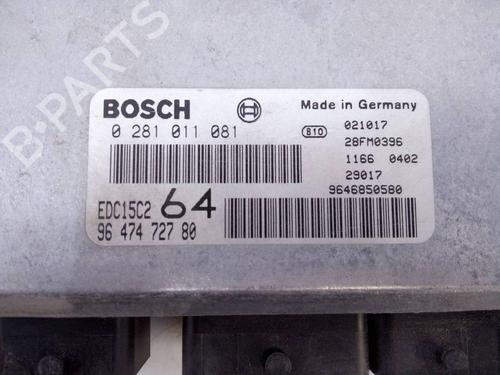 B-PARTS
BOSCH
Made in Germany
0 281 011 081
B10
021017
28FM0396
1166 0402
29017
9646850580
EDC15C2 64
96 474 727 80